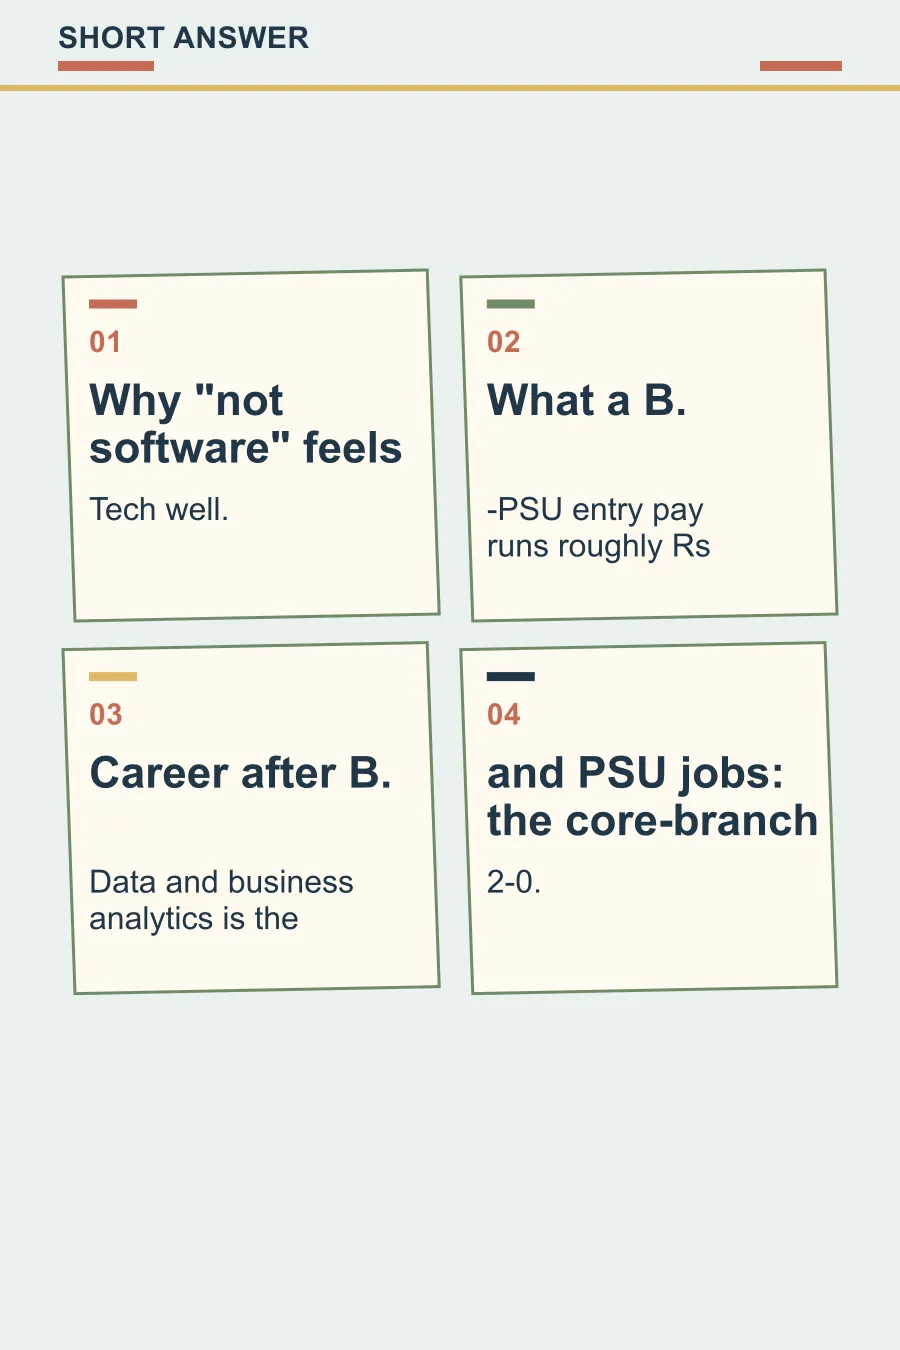 SHORT ANSWER
01
Why "not
software" feels
Tech well.
02
What a B.
-PSU entry pay
runs roughly Rs
03
Career after B.
Data and business
analytics is the
04
and PSU jobs:
the core-branch
2-0.